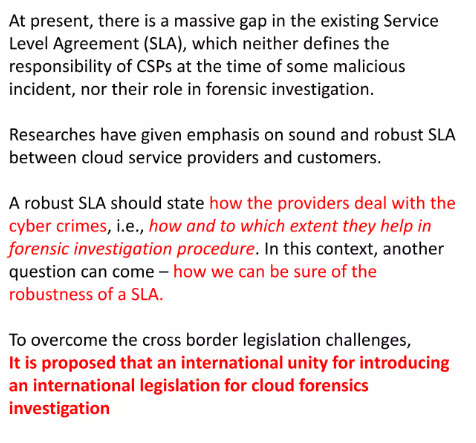 At present, there is a massive gap in the existing Service
Level Agreement (SLA), which neither defines the
responsibility of CSPs at the time of some malicious
incident, nor their role in forensic investigation.
Researches have given emphasis on sound and robust SLA
between cloud service providers and customers.
A robust SLA should state how the providers deal with the
cyber crimes, i.e., how and to which extent they help in
forensic investigation procedure. In this context, another
question can come – how we can be sure of the
robustness of a SLA.
To overcome the cross border legislation challenges,
It is proposed that an international unity for introducing
an international legislation for cloud forensics
investigation